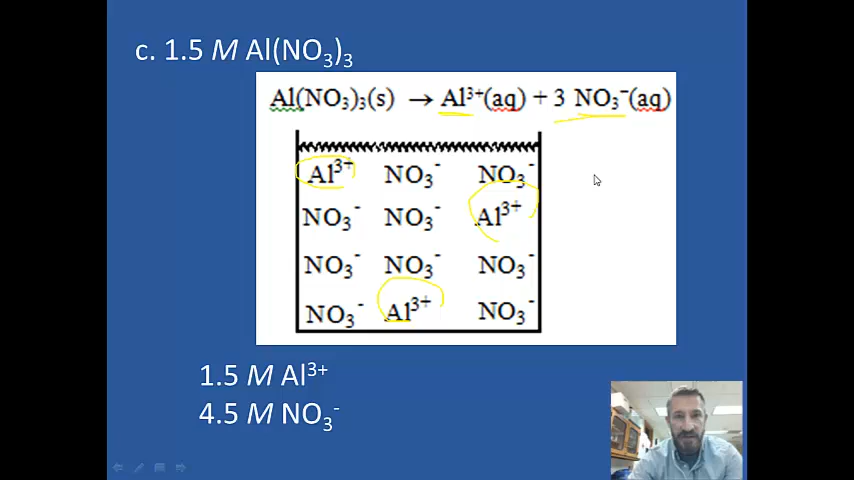 c. 1.5 M Al(NO₃)₃
Al(NO₃)₃(s) → Al³⁺(aq) + 3 NO₃⁻(aq)
Al³⁺ NO₃⁻ NO₃⁻
NO₃⁻ NO₃⁻ Al³⁺
NO₃⁻ NO₃⁻ NO₃⁻
NO₃⁻ Al³⁺ NO₃⁻
1.5 M Al³⁺
4.5 M NO₃⁻